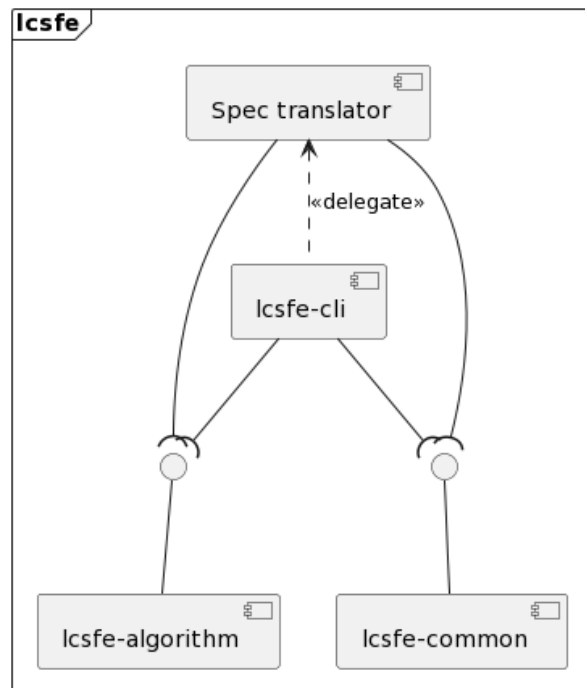 lcsfe
Spec translator
«delegate»
lcsfe-cli
lcsfe-algorithm
lcsfe-common